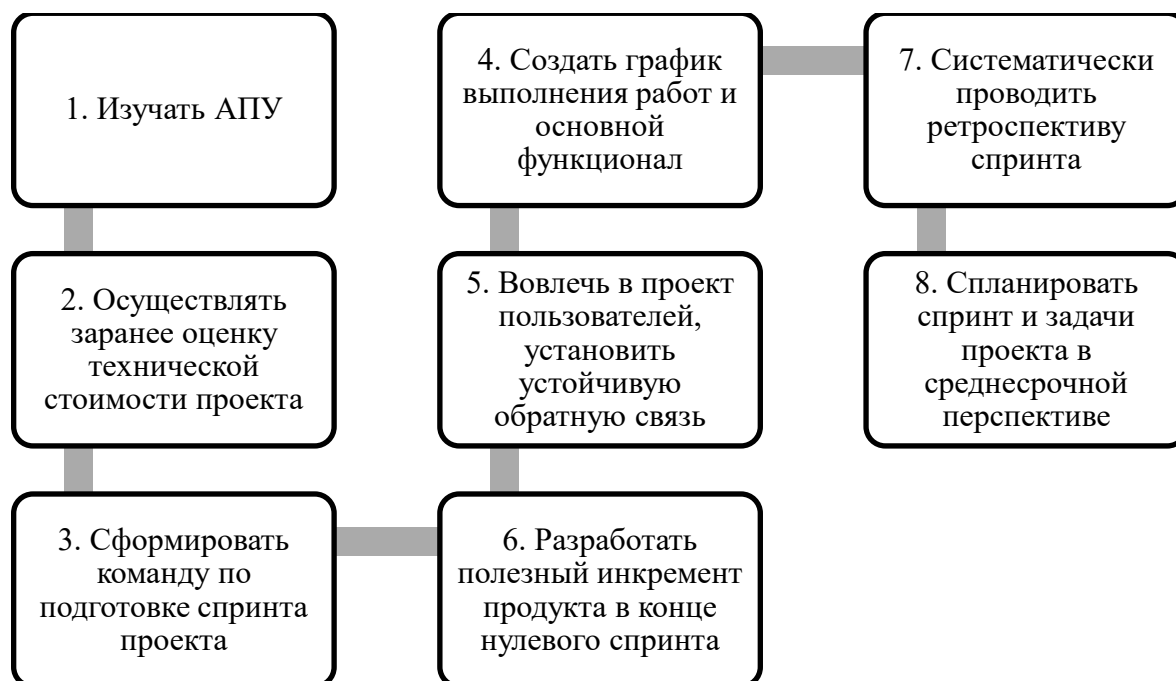 1. Изучать АПУ
2. Осуществлять
заранее оценку
технической
стоимости проекта
3. Сформировать
команду по
подготовке спринта
проекта
4. Создать график
выполнения работ и
основной
функционал
5. Вовлечь в проект
пользователей,
установить
устойчивую
обратную связь
6. Разработать
полезный инкремент
продукта в конце
нулевого спринта
7. Систематически
проводить
ретроспективу
спринта
8. Спланировать
спринт и задачи
проекта в
среднесрочной
перспективе